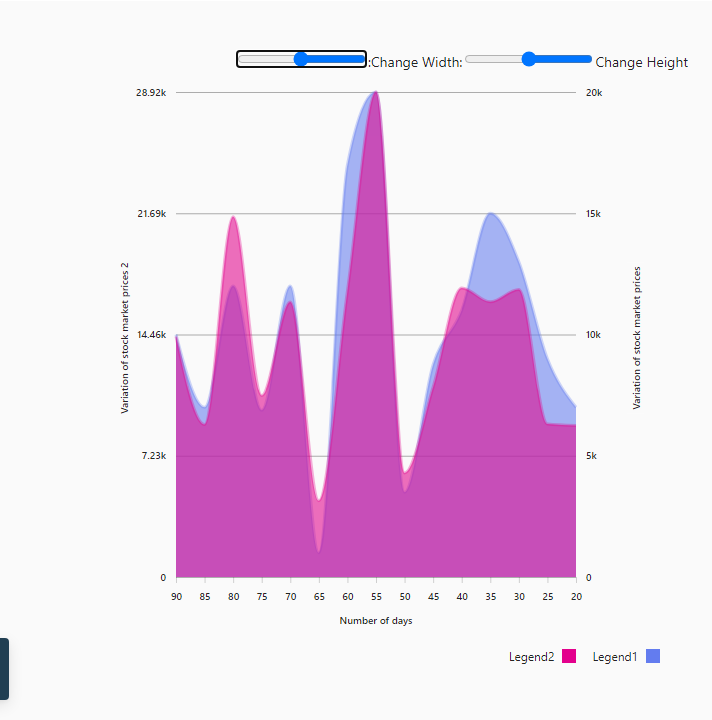 :Change Width:
Change Height
28.92k
20k
21.69k
15k
14.46k
10k
7.23k
5k
0
0
Variation of stock market prices 2
Variation of stock market prices
90 85 80 75 70 65 60 55 50 45 40 35 30 25 20
Number of days
Legend2
Legend1